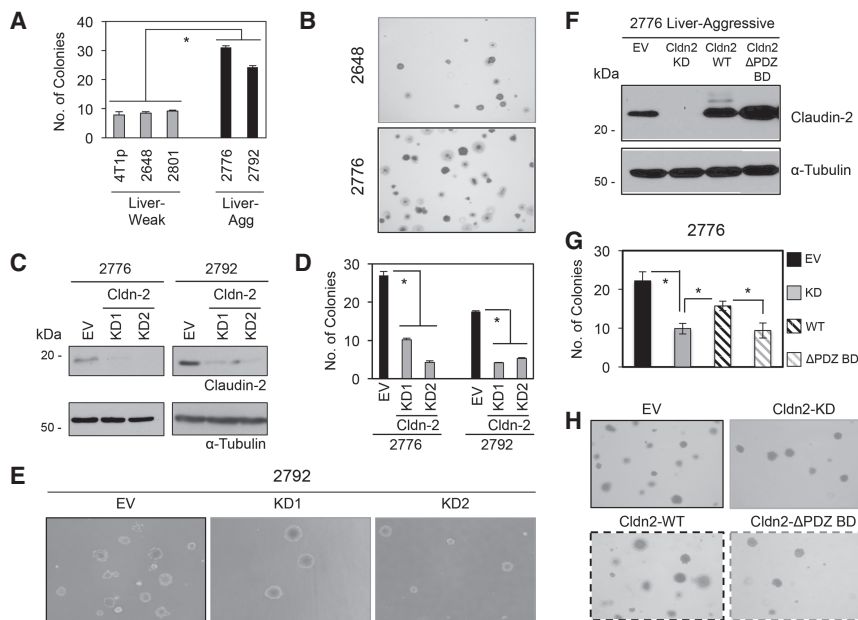 A
No. of Colonies
40
30
20
10
0
*
4T1p
2648
2801
2776
2792
Liver-
Weak
Liver-
Agg
B
2648
2776
C
2776
2792
Cldn-2
Cldn-2
EV
KD1
KD2
EV
KD1
KD2
kDa
20 -
Claudin-2
50 -
α-Tubulin
D
No. of Colonies
30
20
10
0
*
*
EV
KD1
KD2
EV
KD1
KD2
Cldn-2
Cldn-2
2776
2792
E
2792
EV
KD1
KD2
F
2776 Liver-Aggressive
EV
Cldn2
KD
Cldn2
WT
Cldn2
ΔPDZ
BD
kDa
20 -
Claudin-2
50 -
α-Tubulin
G
2776
No. of Colonies
30
20
10
0
*
*
*
EV
KD
WT
ΔPDZ BD
H
EV
Cldn2-KD
Cldn2-WT
Cldn2-ΔPDZ BD